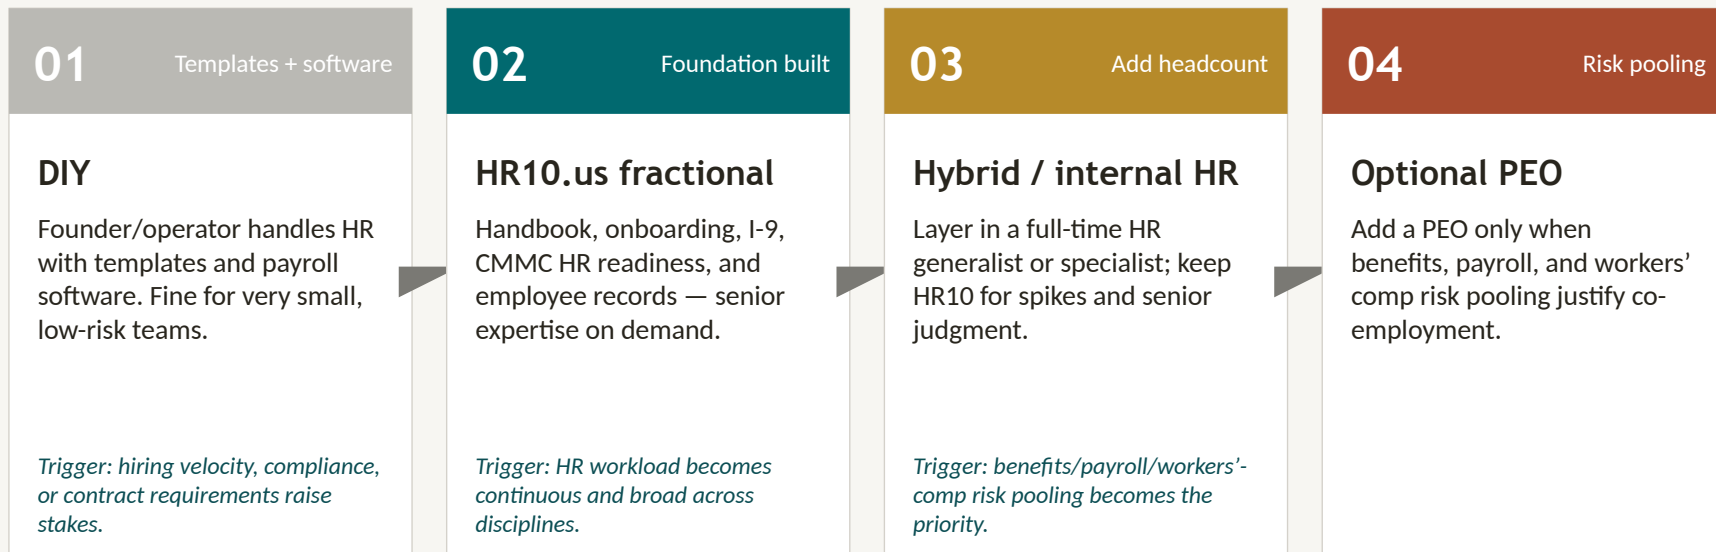 01 Templates + software
DIY
Founder/operator handles HR
with templates and payroll
software. Fine for very small,
low-risk teams.
Trigger: hiring velocity, compliance,
or contract requirements raise
stakes.
02 Foundation built
HR10.us fractional
Handbook, onboarding, I-9,
CMMC HR readiness, and
employee records — senior
expertise on demand.
Trigger: HR workload becomes
continuous and broad across
disciplines.
03 Add headcount
Hybrid / internal HR
Layer in a full-time HR
generalist or specialist; keep
HR10 for spikes and senior
judgment.
Trigger: benefits/payroll/workers’-
comp risk pooling becomes the
priority.
04 Risk pooling
Optional PEO
Add a PEO only when
benefits, payroll, and workers’
comp risk pooling justify co-
employment.